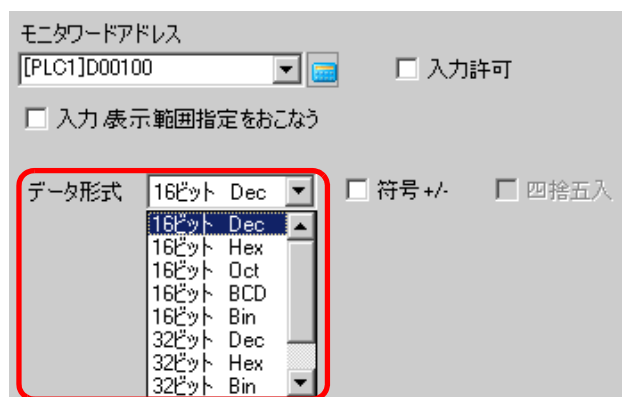 モニタワードアドレス
[PLC1]D00100
入力許可
入力/表示範囲指定をおこなう
データ形式 16ビット Dec 符号+/- 四捨五入
16ビット Dec
16ビット Hex
16ビット Oct
16ビット BCD
16ビット Bin
32ビット Dec
32ビット Hex
32ビット Bin